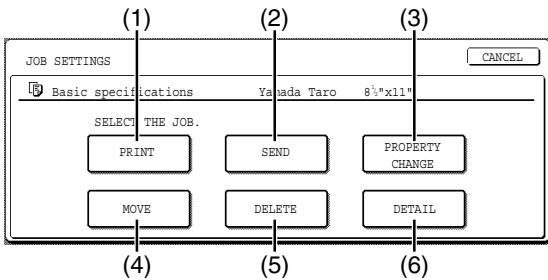 (1) (2) (3)
JOB SETTINGS CANCEL
Basic specifications Yamada Taro 8½"x11"
SELECT THE JOB.
PRINT SEND PROPERTY CHANGE
MOVE DELETE DETAIL
(4) (5) (6)